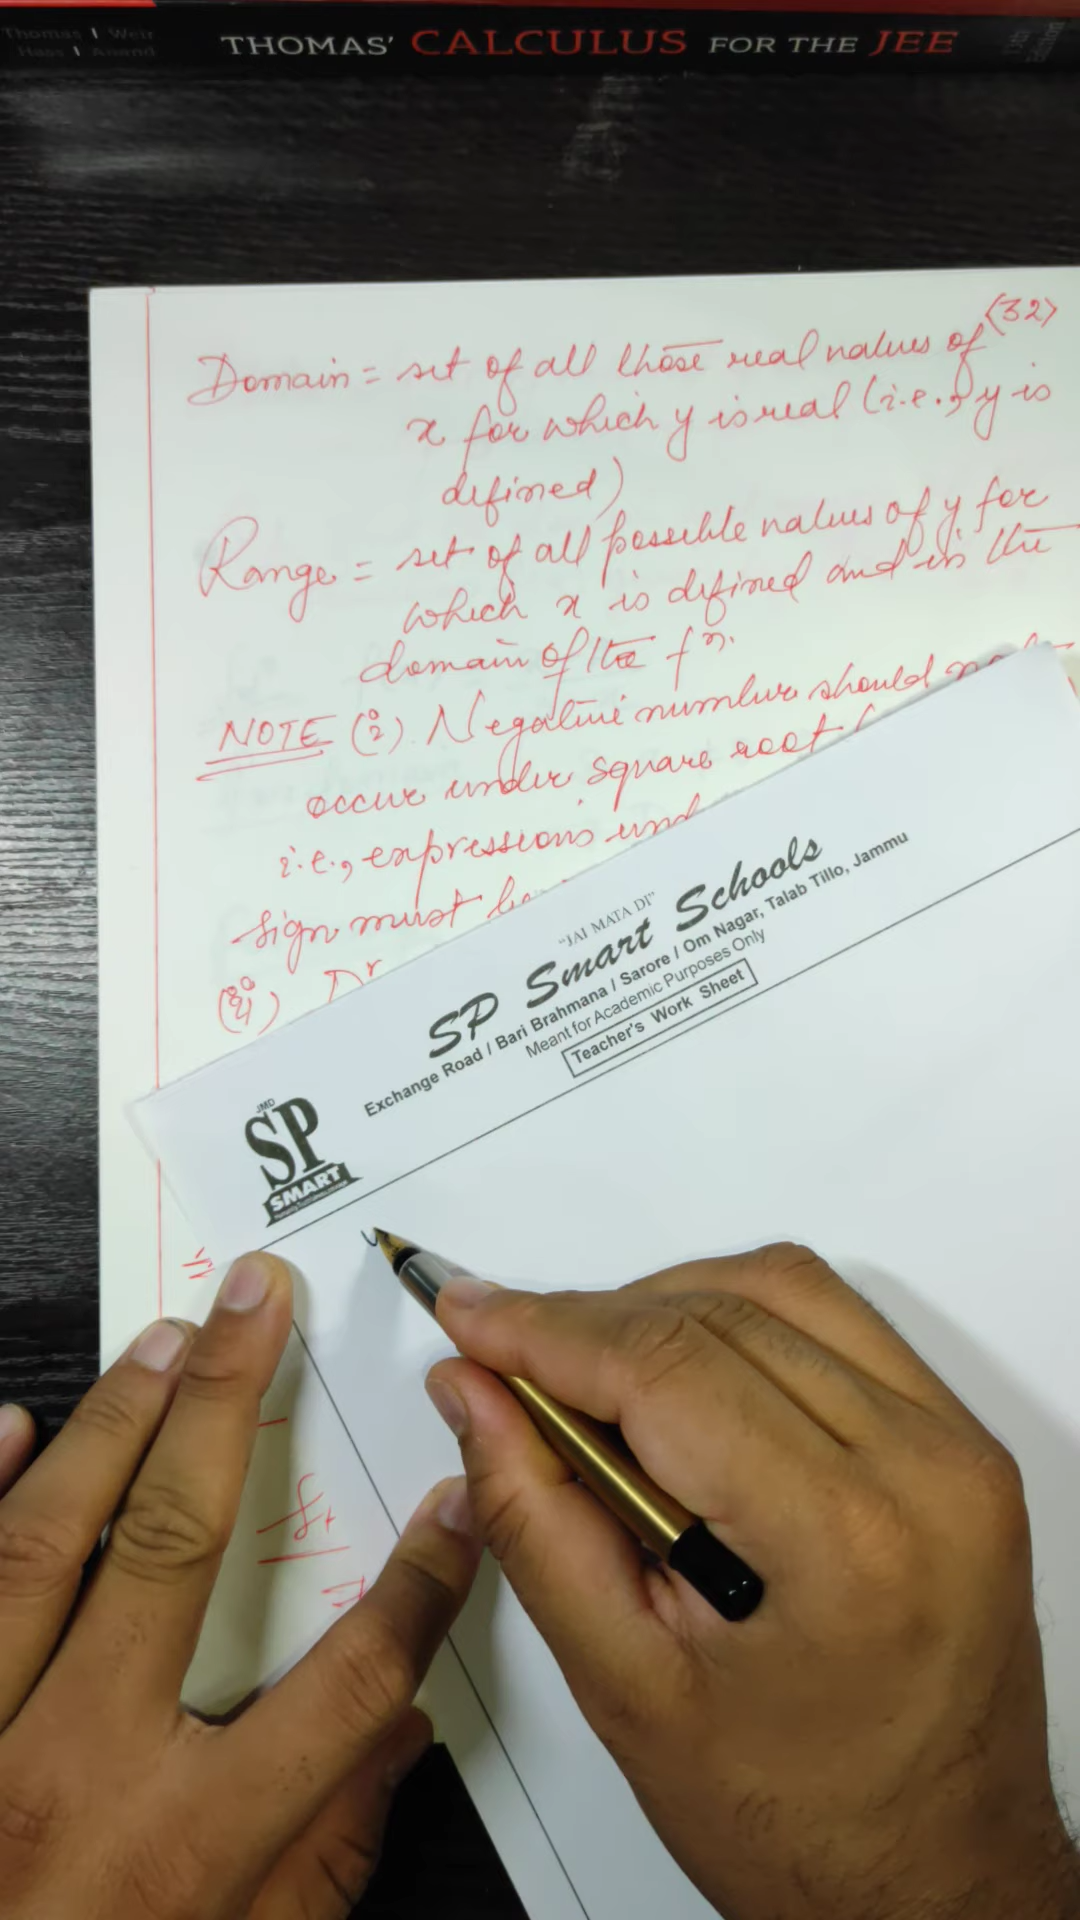 Thomas | Weir
Hass | Anand
THOMAS' CALCULUS FOR THE JEE
<32>
Domain = set of all those real values of
x for which y is real (i.e., y is
defined)
Range = set of all possible values of y for
which x is defined and in the
domain of the fn.
NOTE (i) Negative number should
occur under square root
i.e., expressions und
sign must be
(ii) Dr
"JAI MATA DI"
SP Smart Schools
Exchange Road / Bari Brahmana / Sarore / Om Nagar, Talab Tillo, Jammu
Meant for Academic Purposes Only
Teacher's Work Sheet
JMD
SP
SMART